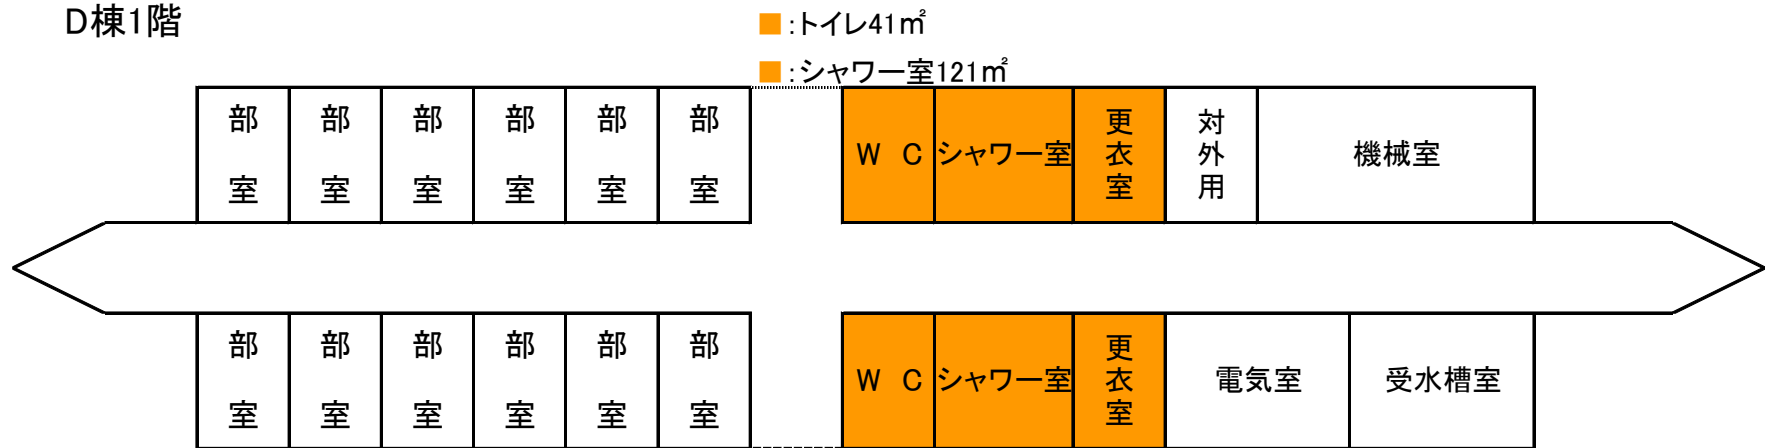 D棟1階
■:トイレ41㎡
■:シャワー室121㎡
部室 部室 部室 部室 部室 部室 WC シャワー室 更衣室 対外用 機械室
部室 部室 部室 部室 部室 部室 WC シャワー室 更衣室 電気室 受水槽室